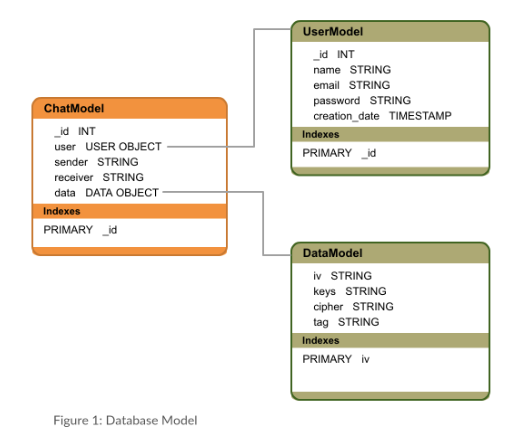 ChatModel
_id INT
user USER OBJECT
sender STRING
receiver STRING
data DATA OBJECT
Indexes
PRIMARY _id
UserModel
_id INT
name STRING
email STRING
password STRING
creation_date TIMESTAMP
Indexes
PRIMARY _id
DataModel
iv STRING
keys STRING
cipher STRING
tag STRING
Indexes
PRIMARY iv
Figure 1: Database Model